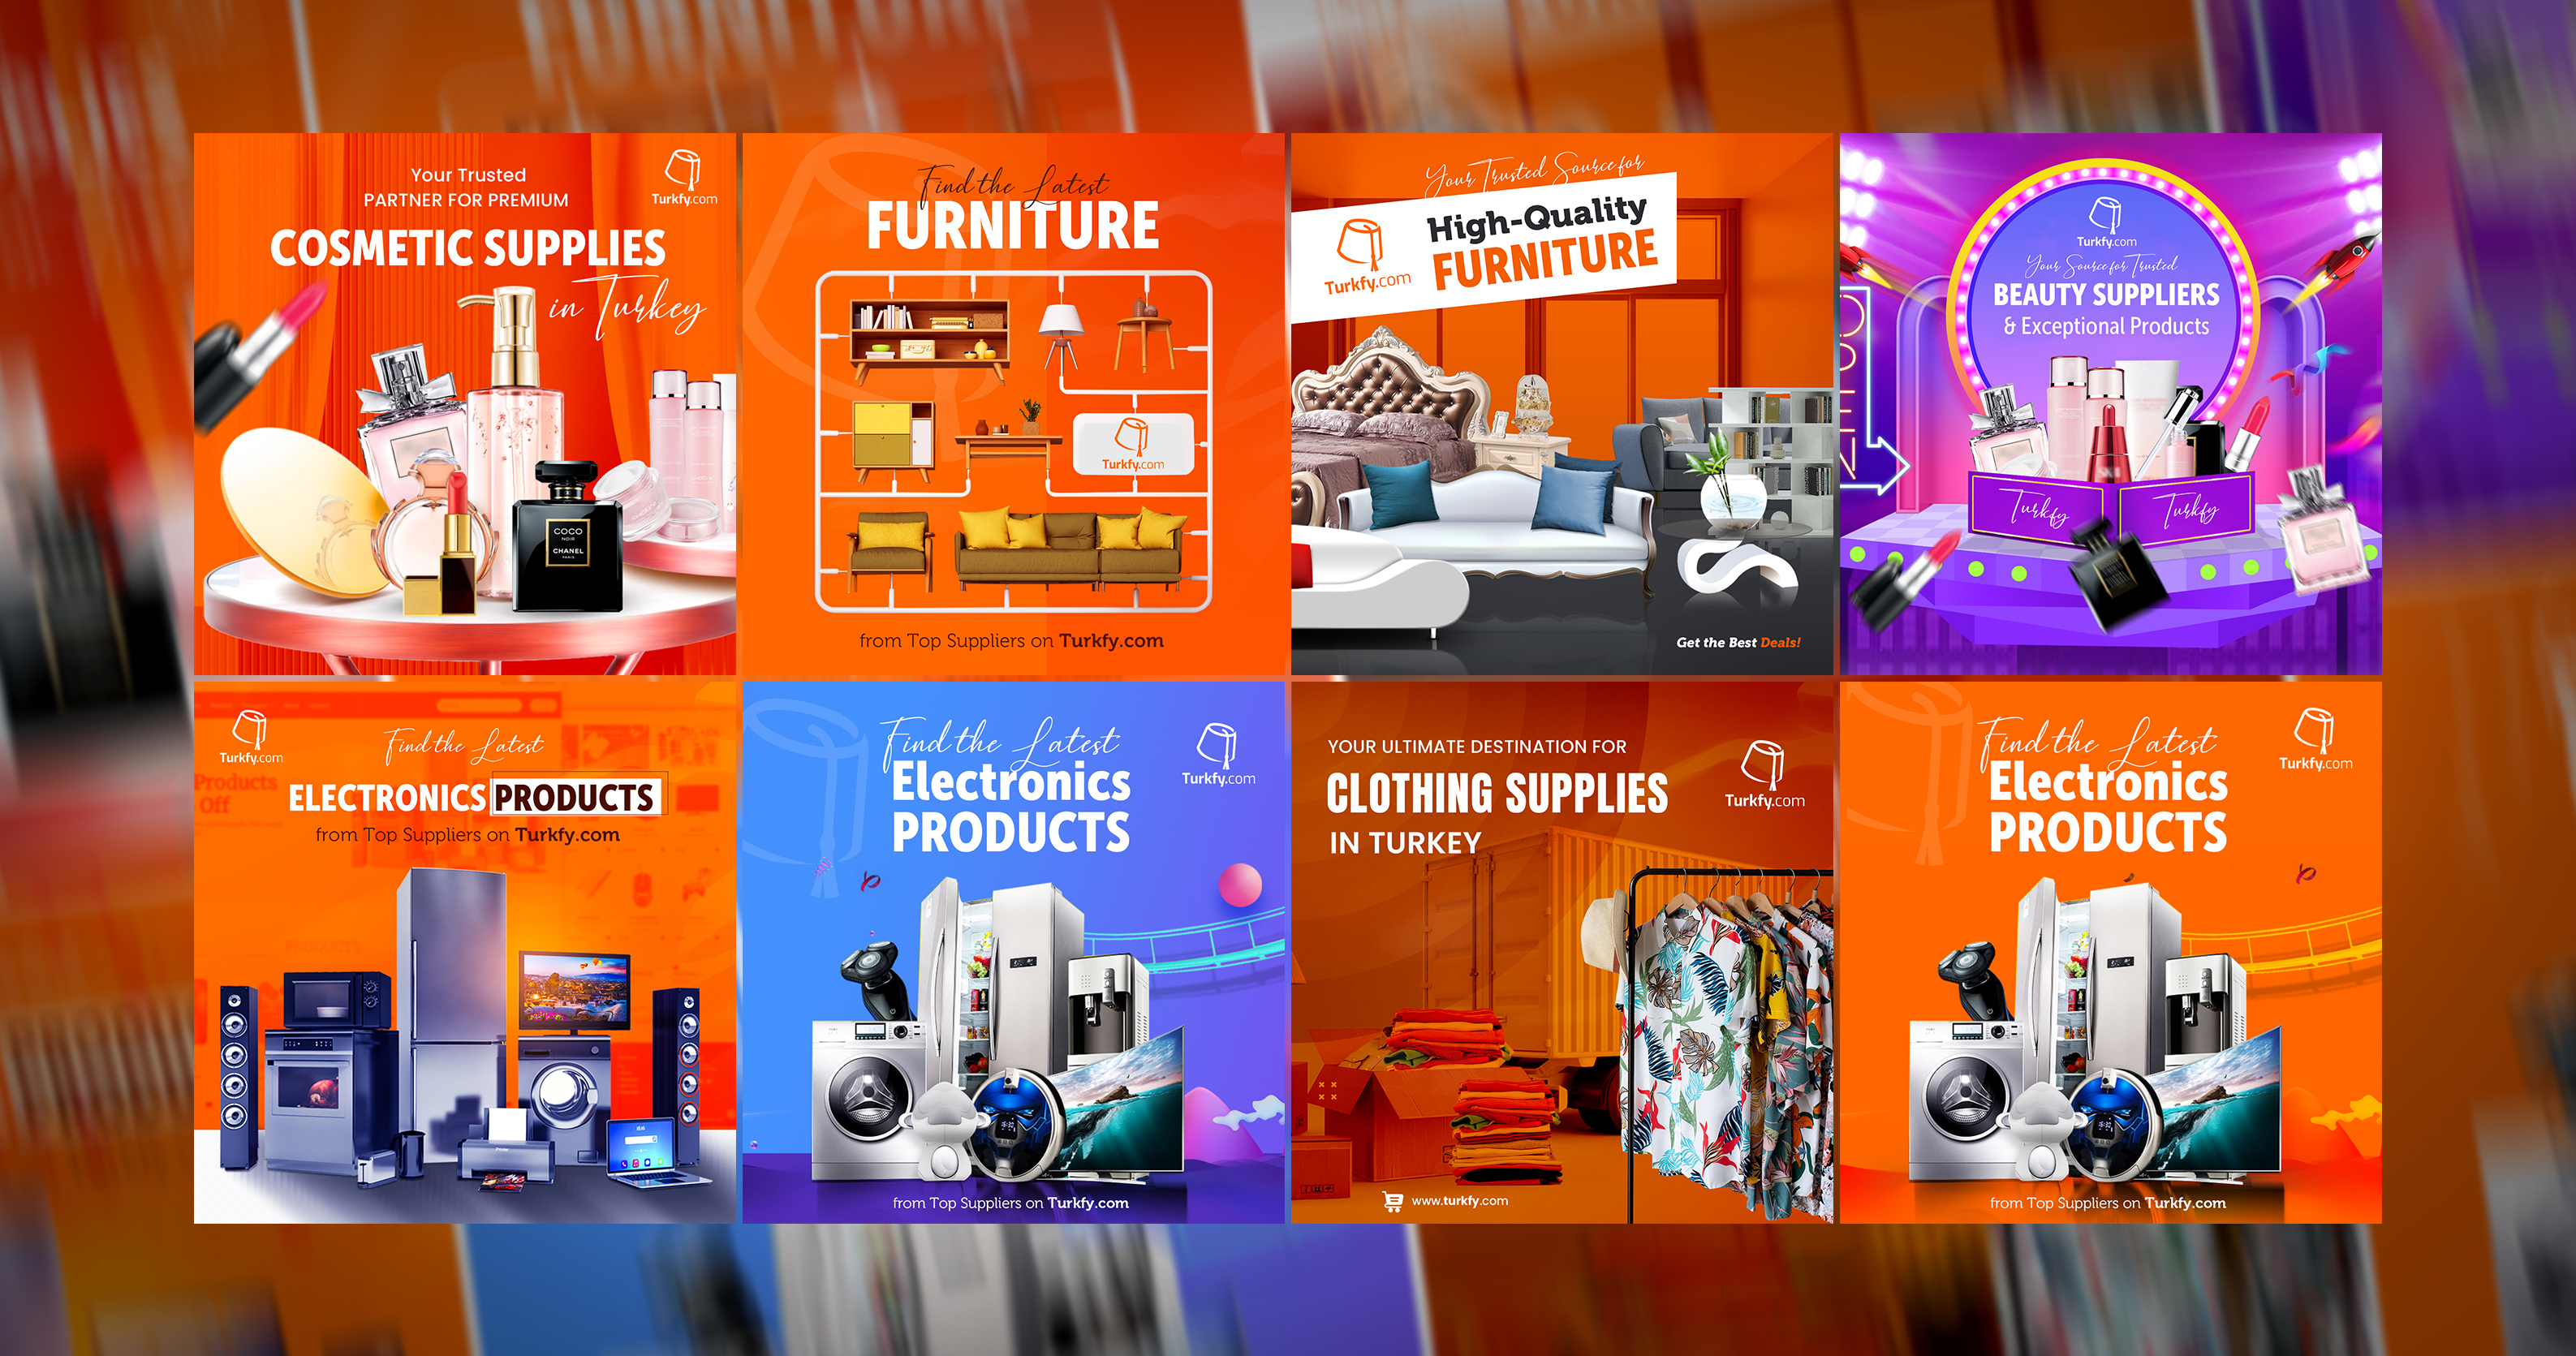 Your Trusted
PARTNER FOR PREMIUM
COSMETIC SUPPLIES
in Turkey
Turkfy.com
COCO
NOIR
CHANEL
PARIS
Find the Latest
FURNITURE
Turkfy.com
from Top Suppliers on Turkfy.com
Your Trusted Source for
High-Quality
FURNITURE
Turkfy.com
Get the Best Deals!
Turkfy.com
Your Source for Trusted
BEAUTY SUPPLIERS
& Exceptional Products
Turkfy
Turkfy
Turkfy.com
Find the Latest
ELECTRONICS PRODUCTS
from Top Suppliers on Turkfy.com
Products
Off
PRODUCTS
Find the Latest
Electronics
PRODUCTS
Turkfy.com
from Top Suppliers on Turkfy.com
YOUR ULTIMATE DESTINATION FOR
CLOTHING SUPPLIES
IN TURKEY
Turkfy.com
www.turkfy.com
Find the Latest
Electronics
PRODUCTS
Turkfy.com
from Top Suppliers on Turkfy.com